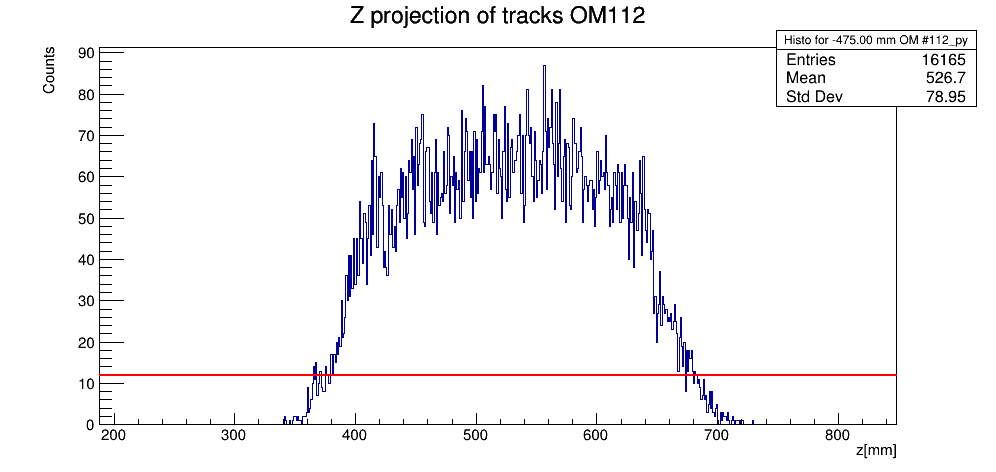 Z projection of tracks OM112
Histo for -475.00 mm OM #112_py
Entries 16165
Mean 526.7
Std Dev 78.95
Counts
90
80
70
60
50
40
30
20
10
0
200 300 400 500 600 700 800
z[mm]